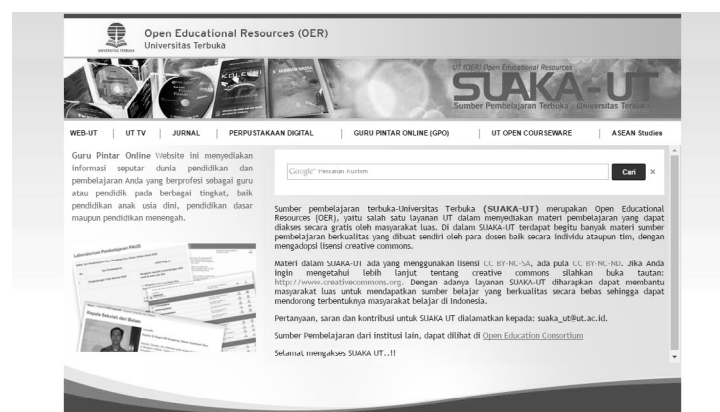 Open Educational Resources (OER)
Universitas Terbuka
UNIVERSITAS TERBUKA
UT (OER) Open Educational Resources
SUAKA-UT
Sumber Pembelajaran Terbuka - Universitas Terbuka
WEB-UT | UT TV | JURNAL | PERPUSTAKAAN DIGITAL | GURU PINTAR ONLINE (GPO) | UT OPEN COURSEWARE | ASEAN Studies
Guru Pintar Online Website ini menyediakan
informasi seputar dunia pendidikan dan
pembelajaran Anda yang berprofesi sebagai guru
atau pendidik pada berbagai tingkat, baik
pendidikan anak usia dini, pendidikan dasar
maupun pendidikan menengah.
Laboratorium Pembelajaran PAUD
Kepala Sekolah dari Batam
Google™ Penelusuran Kustom
Cari ×
Sumber pembelajaran terbuka-Universitas Terbuka (SUAKA-UT) merupakan Open Educational
Resources (OER), yaitu salah satu layanan UT dalam menyediakan materi pembelajaran yang dapat
diakses secara gratis oleh masyarakat luas. Di dalam SUAKA-UT terdapat begitu banyak materi sumber
pembelajaran berkualitas yang dibuat sendiri oleh para dosen baik secara individu ataupun tim, dengan
mengadopsi lisensi creative commons.
Materi dalam SUAKA-UT ada yang menggunakan lisensi CC BY-NC-SA, ada pula CC BY-NC-ND. Jika Anda
ingin mengetahui lebih lanjut tentang creative commons silahkan buka tautan:
http://www.creativecommons.org. Dengan adanya layanan SUAKA-UT diharapkan dapat membantu
masyarakat luas untuk mendapatkan sumber belajar yang berkualitas secara bebas sehingga dapat
mendorong terbentuknya masyarakat belajar di Indonesia.
Pertanyaan, saran dan kontribusi untuk SUAKA UT dialamatkan kepada: suaka_ut@ut.ac.id.
Sumber Pembelajaran dari institusi lain, dapat dilihat di Open Education Consortium
Selamat mengakses SUAKA UT..!!